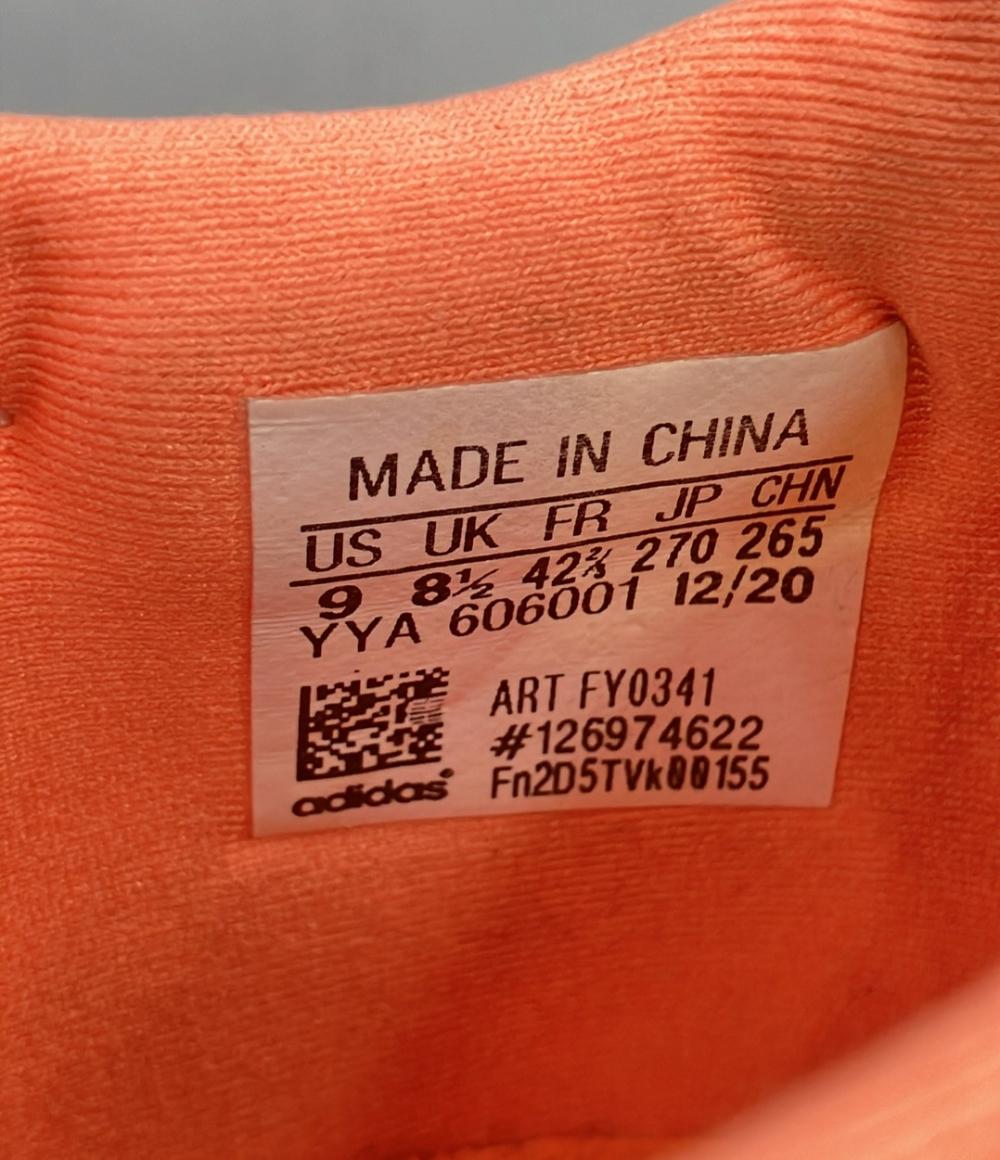 MADE IN CHINA
US UK FR JP CHN
9 8½ 42⅔ 270 265
YYA 606001 12/20
ART FY0341
#126974622
Fn2D5TVk00155
adidas